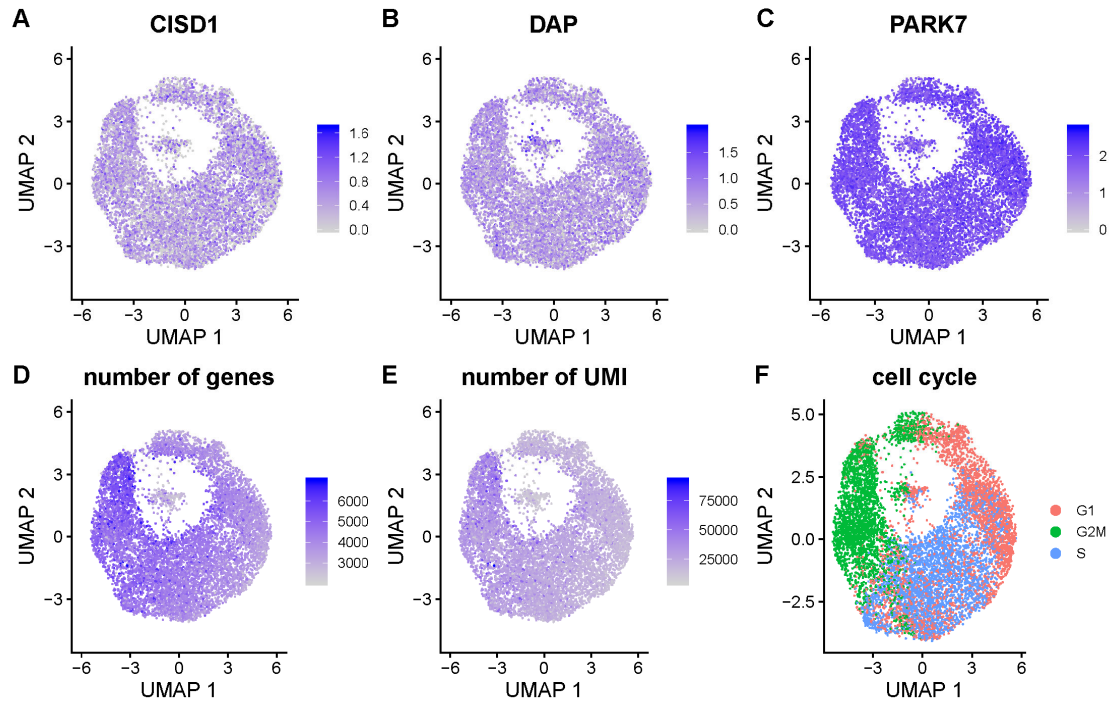 A
CISD1
UMAP 2
6
3
0
−3
−6
−3
0
3
6
UMAP 1
1.6
1.2
0.8
0.4
0.0
B
DAP
UMAP 2
6
3
0
−3
−6
−3
0
3
6
UMAP 1
1.5
1.0
0.5
0.0
C
PARK7
UMAP 2
6
3
0
−3
−6
−3
0
3
6
UMAP 1
2
1
0
D
number of genes
UMAP 2
6
3
0
−3
−6
−3
0
3
6
UMAP 1
6000
5000
4000
3000
E
number of UMI
UMAP 2
6
3
0
−3
−6
−3
0
3
6
UMAP 1
75000
50000
25000
F
cell cycle
UMAP 2
5.0
2.5
0.0
−2.5
−3
0
3
6
UMAP 1
G1
G2M
S